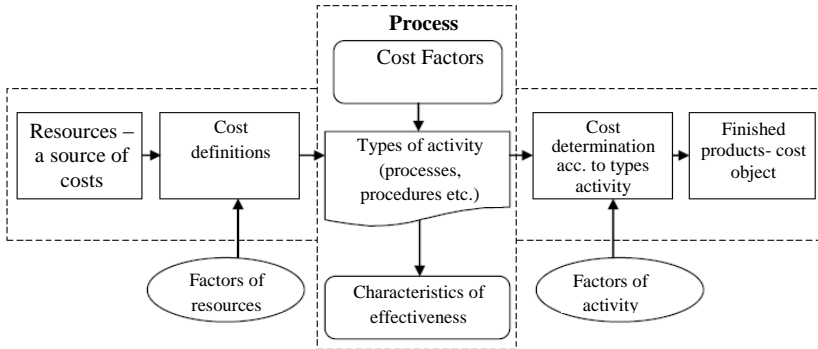 Process
Cost Factors
Resources –
a source of
costs
Cost
definitions
Types of activity
(processes,
procedures etc.)
Cost
determination
acc. to types
activity
Finished
products- cost
object
Factors of
resources
Characteristics of
effectiveness
Factors of
activity